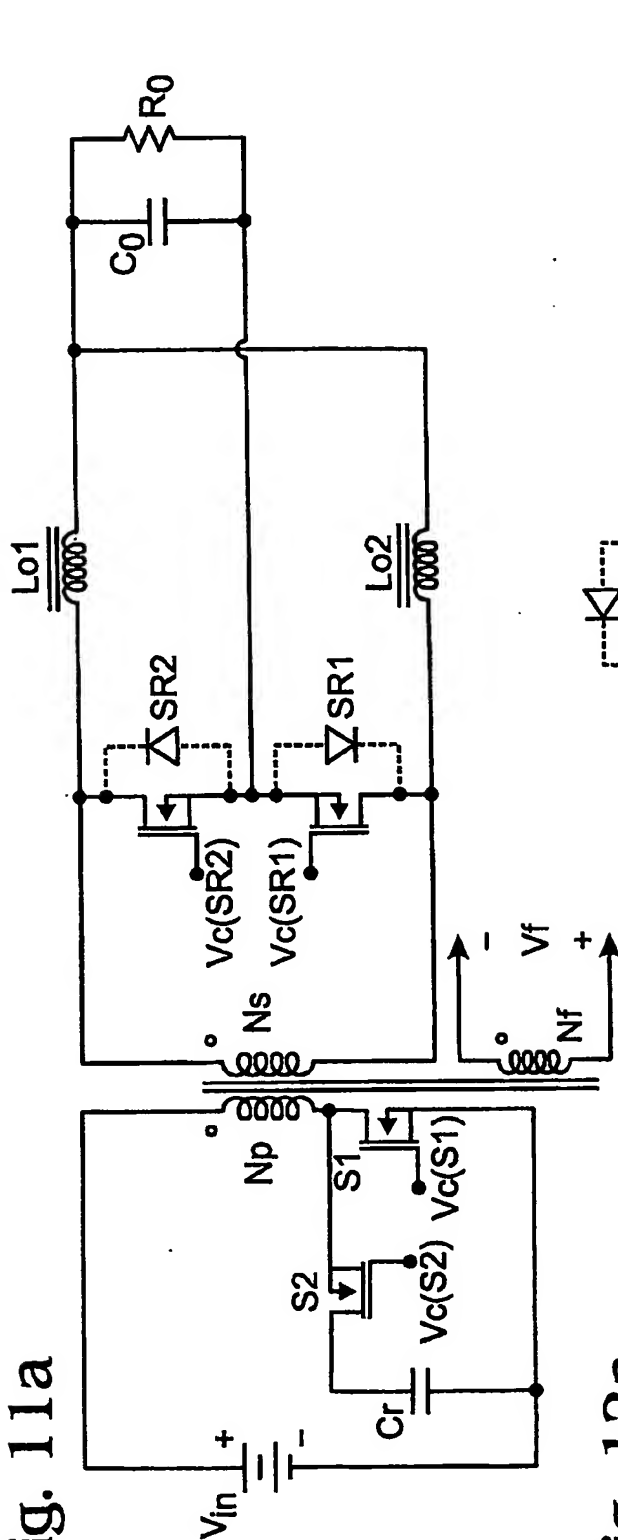 g. 11a
Vin
+
−
Cr
S2
Vc(S2)
S1
Vc(S1)
Np
Ns
Nf
−
Vf
+
Vc(SR2)
Vc(SR1)
SR2
SR1
Lo1
Lo2
C0
R0